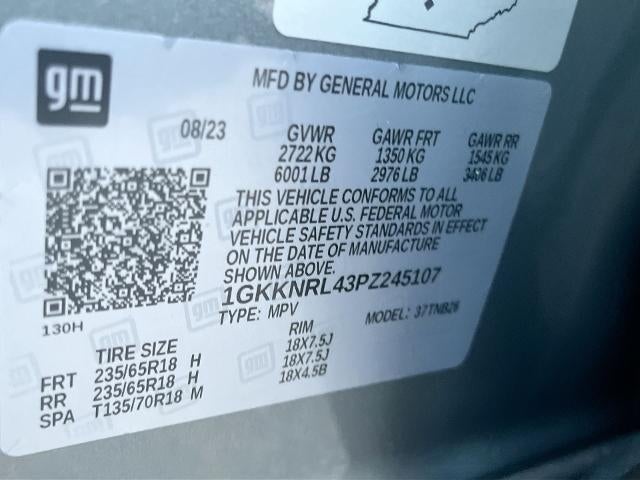 gm
MFD BY GENERAL MOTORS LLC
08/23 GVWR GAWR FRT GAWR RR
2722 KG 1350 KG 1545 KG
6001 LB 2976 LB 3406 LB
THIS VEHICLE CONFORMS TO ALL
APPLICABLE U.S. FEDERAL MOTOR
VEHICLE SAFETY STANDARDS IN EFFECT
ON THE DATE OF MANUFACTURE
SHOWN ABOVE.
1GKKNRL43PZ245107
TYPE: MPV MODEL: 37TNB26
130H
TIRE SIZE RIM
FRT 235/65R18 H 18X7.5J
RR 235/65R18 H 18X7.5J
SPA T135/70R18 M 18X4.5B